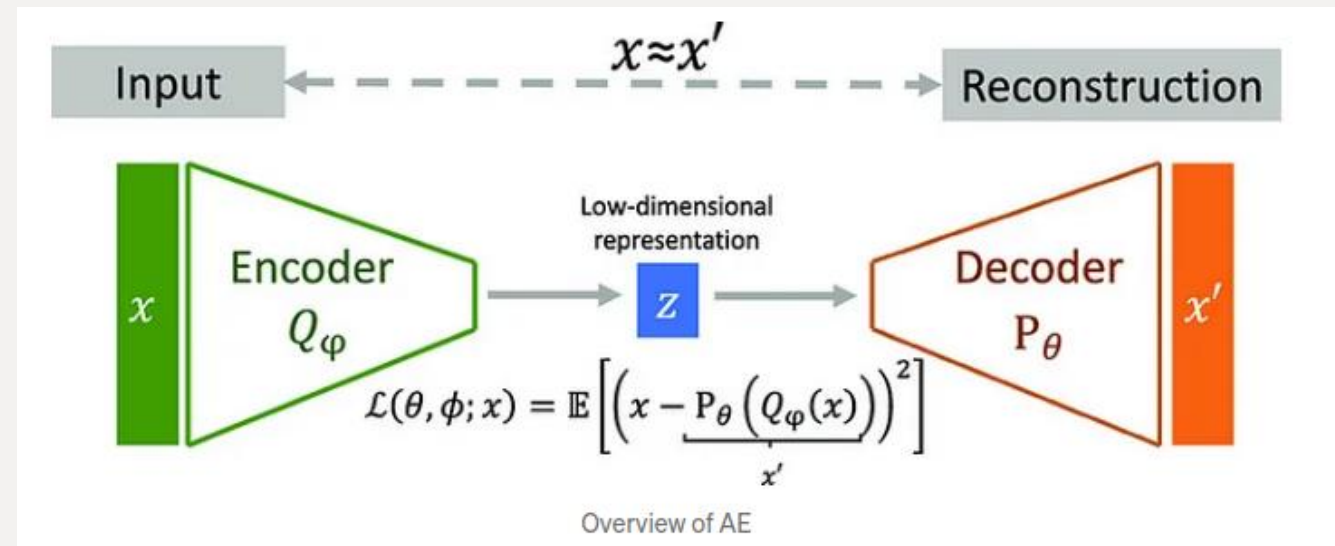 x≈x′
Input
Reconstruction
Low-dimensional
representation
x
Encoder
Q_φ
z
Decoder
P_θ
x′
ℒ(θ, ϕ; x) = 𝔼[(x − P_θ(Q_φ(x)))²]
x′
Overview of AE